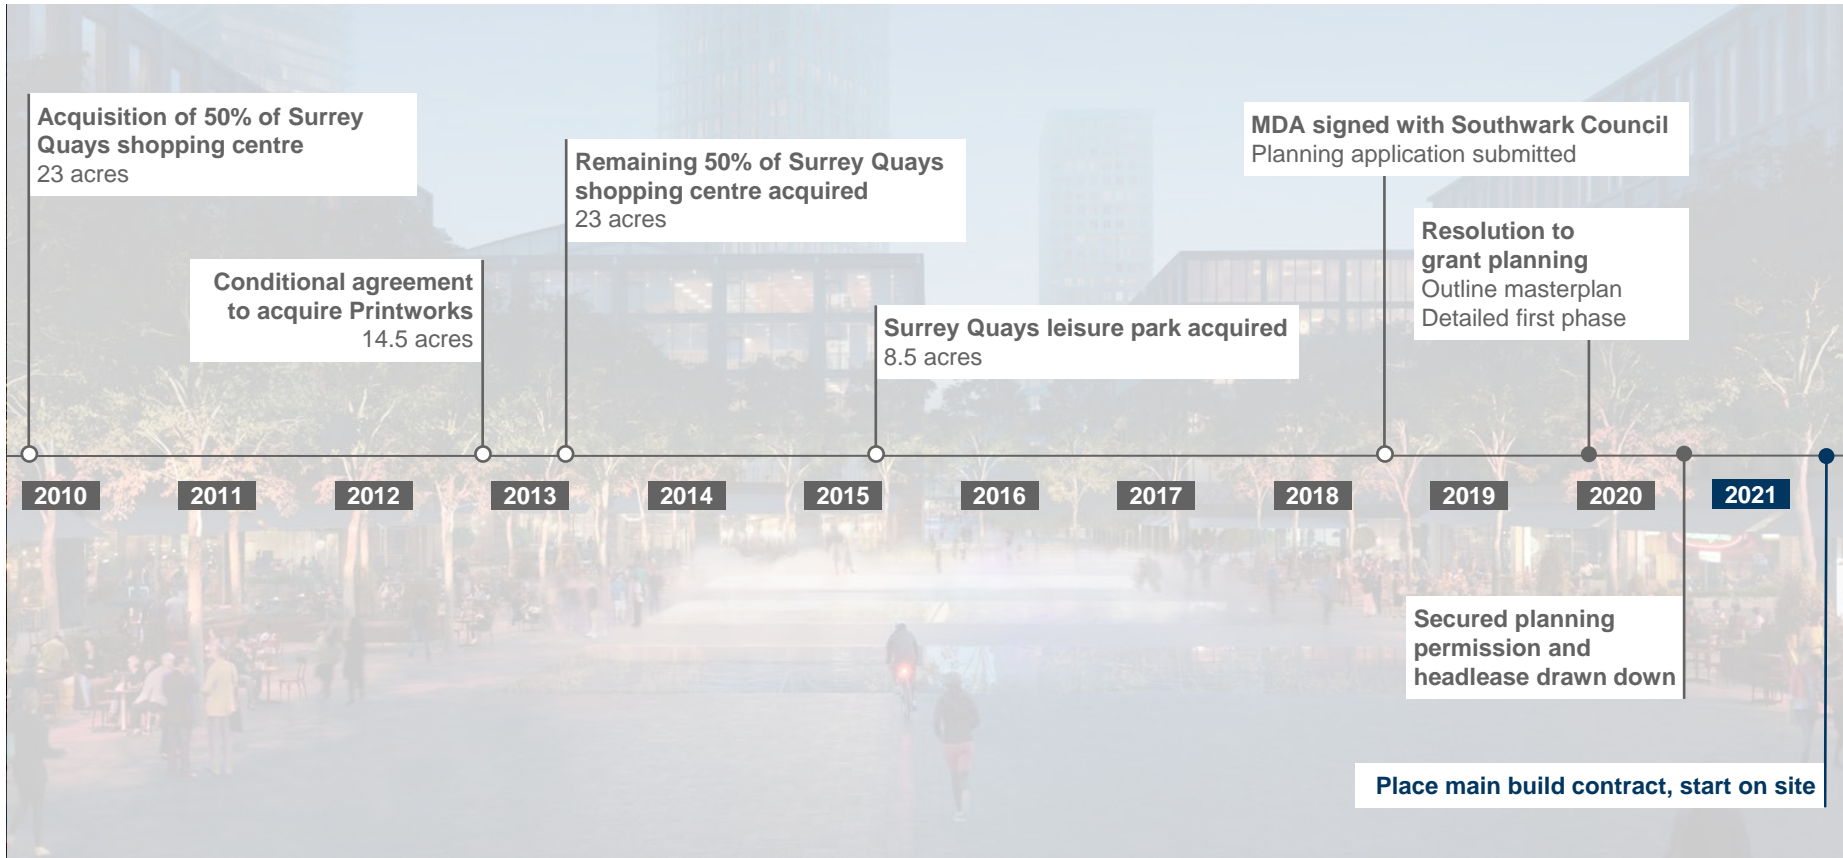 Acquisition of 50% of Surrey
Quays shopping centre
23 acres
Conditional agreement
to acquire Printworks
14.5 acres
Remaining 50% of Surrey Quays
shopping centre acquired
23 acres
Surrey Quays leisure park acquired
8.5 acres
MDA signed with Southwark Council
Planning application submitted
Resolution to
grant planning
Outline masterplan
Detailed first phase
2010 2011 2012 2013 2014 2015 2016 2017 2018 2019 2020 2021
Secured planning
permission and
headlease drawn down
Place main build contract, start on site